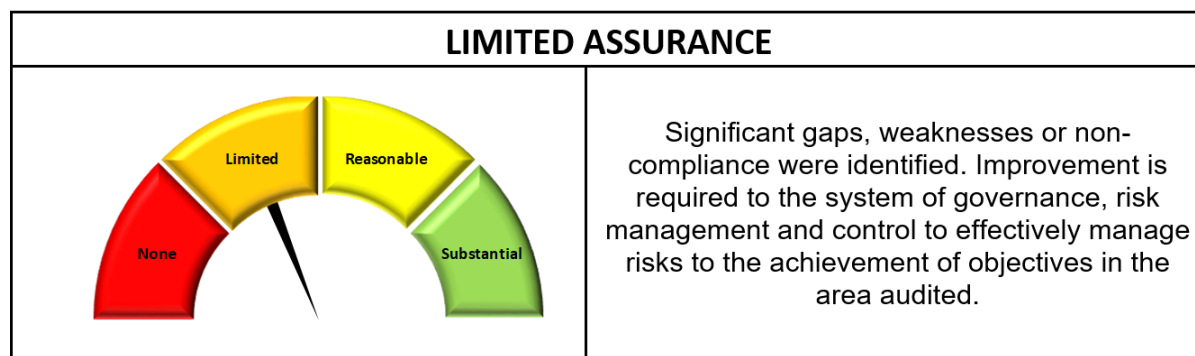 LIMITED ASSURANCE
Limited
Reasonable
None
Substantial
Significant gaps, weaknesses or non-
compliance were identified. Improvement is
required to the system of governance, risk
management and control to effectively manage
risks to the achievement of objectives in the
area audited.